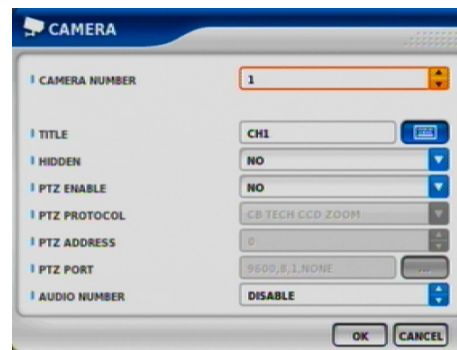 CAMERA
CAMERA NUMBER 1
TITLE CH1
HIDDEN NO
PTZ ENABLE NO
PTZ PROTOCOL CB TECH CCD ZOOM
PTZ ADDRESS 0
PTZ PORT 9600,8,1,NONE ...
AUDIO NUMBER DISABLE
OK CANCEL